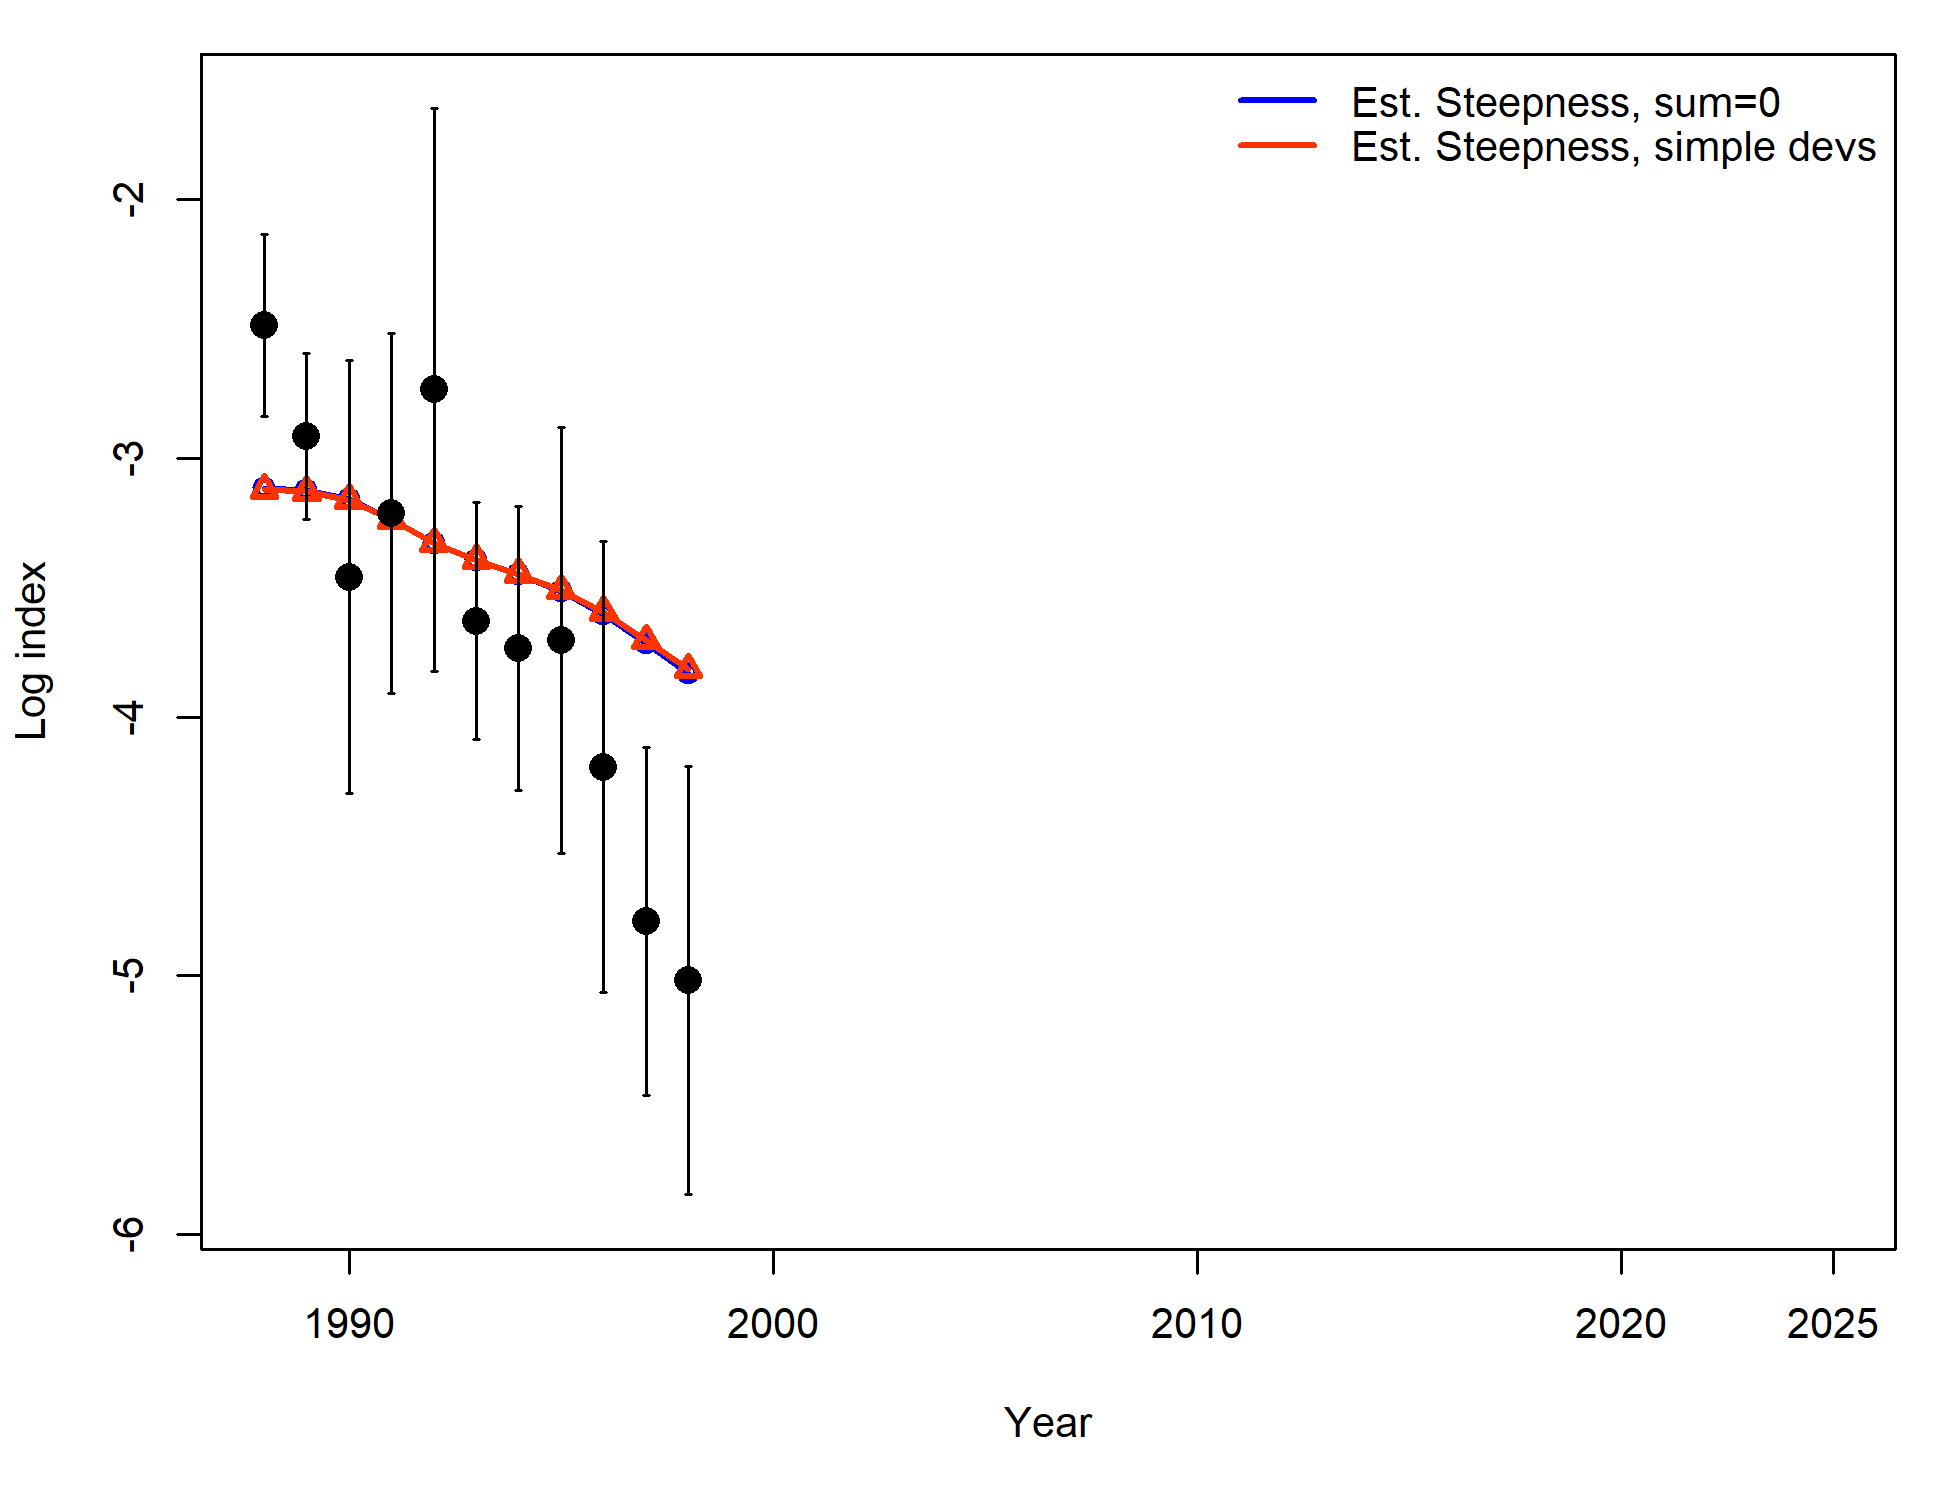 Est. Steepness, sum=0
Est. Steepness, simple devs
-2
-3
-4
-5
-6
Log index
1990
2000
2010
2020
2025
Year